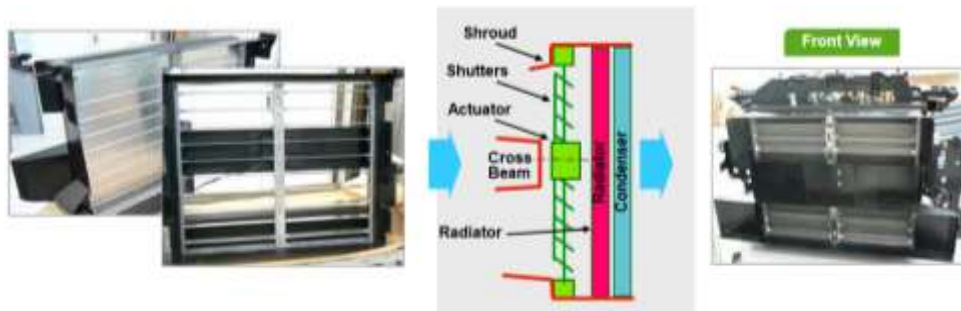 Shroud
Shutters
Actuator
Cross
Beam
Radiator
Radiator
Condenser
Front View